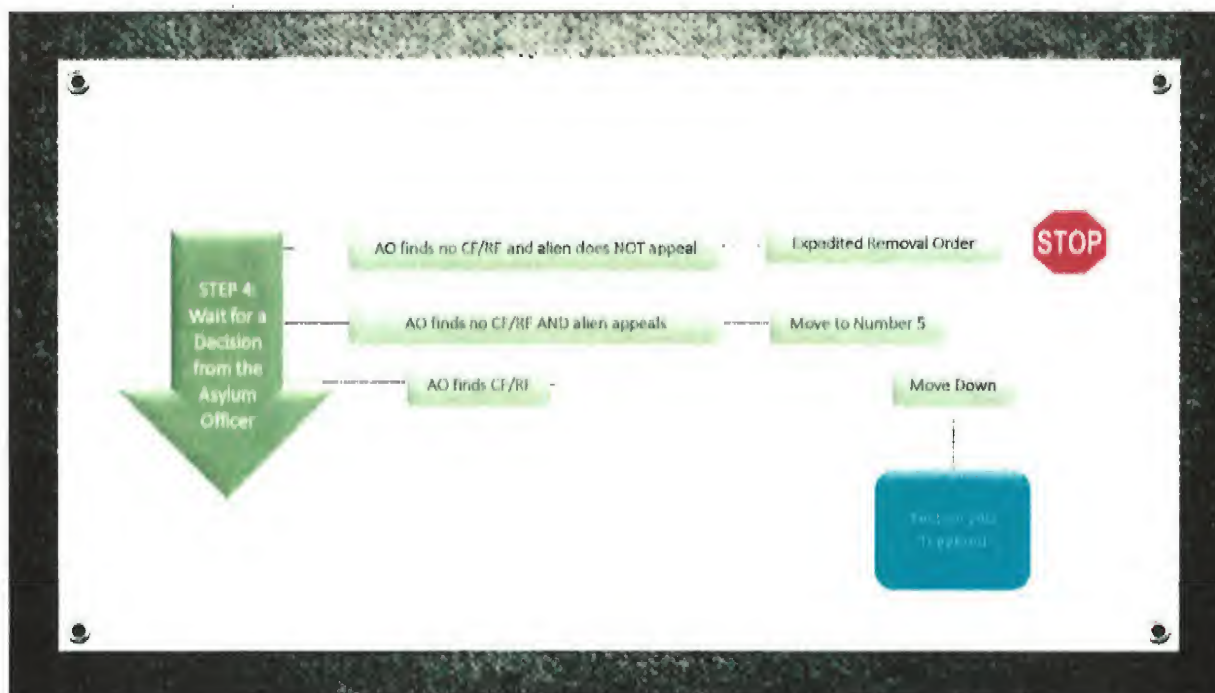 STEP 4:
Wait for a
Decision
from the
Asylum
Officer
AO finds no CF/RF and alien does NOT appeal
Expedited Removal Order
STOP
AO finds no CF/RF AND alien appeals
Move to Number 5
AO finds CF/RF
Move Down